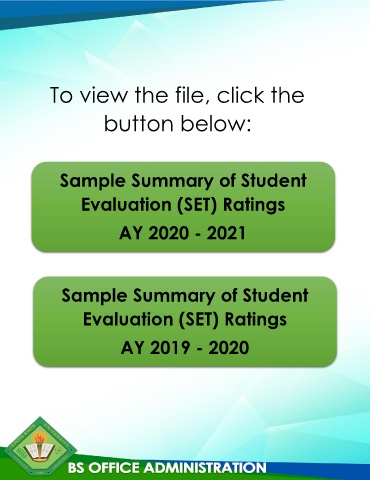 To view the file, click the
button below:
Sample Summary of Student
Evaluation (SET) Ratings
AY 2020 - 2021
Sample Summary of Student
Evaluation (SET) Ratings
AY 2019 - 2020
BS OFFICE ADMINISTRATION